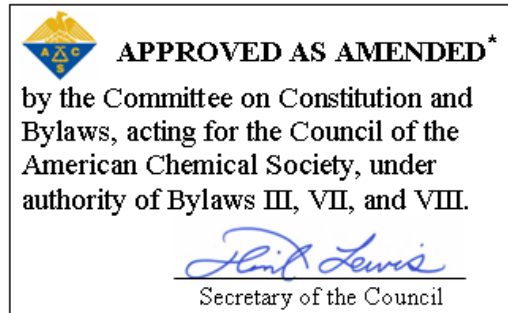 A C S
APPROVED AS AMENDED*
by the Committee on Constitution and
Bylaws, acting for the Council of the
American Chemical Society, under
authority of Bylaws III, VII, and VIII.
Lewis
Secretary of the Council